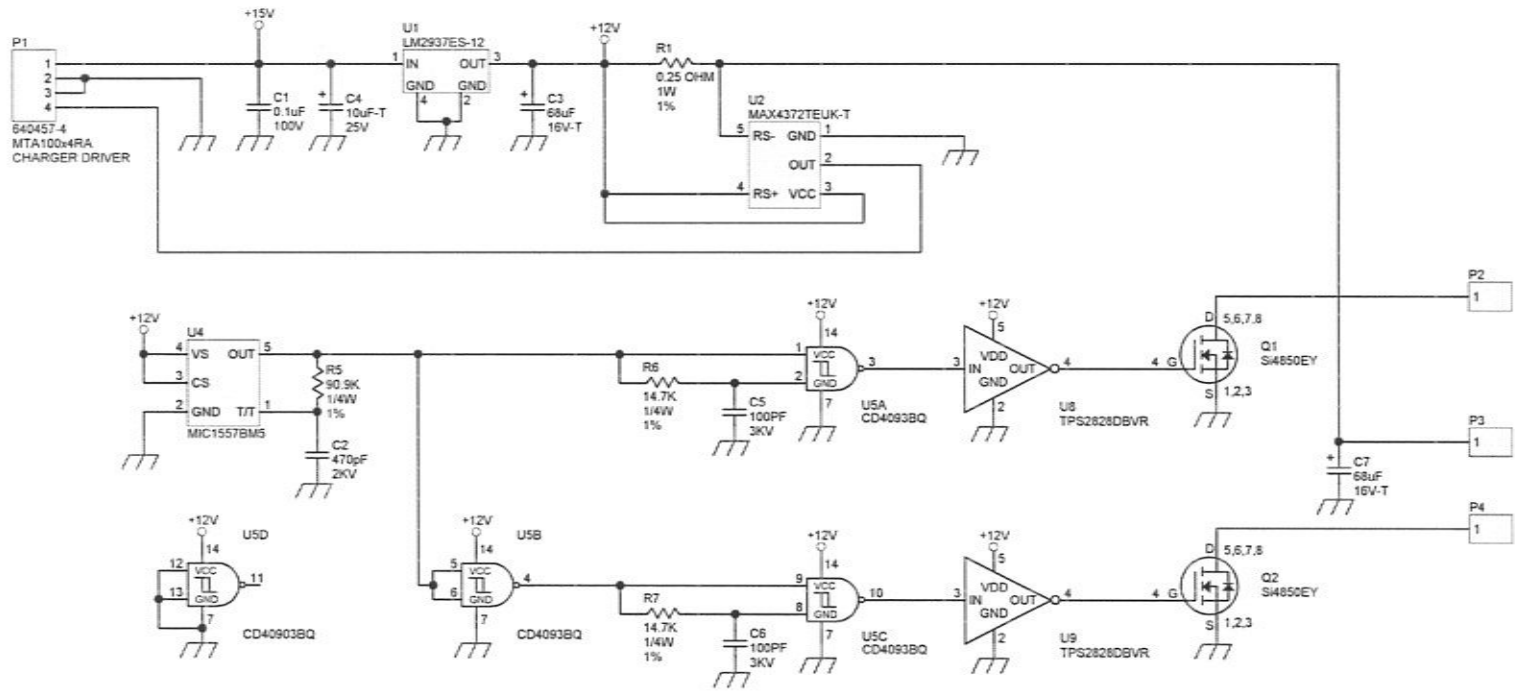 +15V
P1
1
2
3
4
640457-4
MTA100x4RA
CHARGER DRIVER
C1
0.1uF
100V
+
C4
10uF-T
25V
U1
LM2937ES-12
1 IN OUT 3
GND GND
4 2
+
C3
68uF
16V-T
+12V
R1
0.25 OHM
1W
1%
U2
MAX4372TEUK-T
5 RS- GND 1
OUT 2
4 RS+ VCC 3
+12V
U4
4 VS OUT 5
3 CS
2 GND T/T 1
MIC1557BM5
R5
90.9K
1/4W
1%
C2
470pF
2KV
R6
14.7K
1/4W
1%
C5
100PF
3KV
+12V
14
1 VCC
2 GND
3
7
U5A
CD4093BQ
+12V
5
VDD
3 IN OUT 4
GND
2
U8
TPS2828DBVR
4 G
D 5,6,7,8
S 1,2,3
Q1
Si4850EY
P2
1
P3
1
+
C7
68uF
16V-T
P4
1
+12V
U5D
14
12 VCC
13 GND
11
7
CD40903BQ
+12V
U5B
14
5 VCC
6 GND
4
7
CD4093BQ
R7
14.7K
1/4W
1%
C6
100PF
3KV
+12V
14
9 VCC
8 GND
10
7
U5C
CD4093BQ
+12V
5
VDD
3 IN OUT 4
GND
2
U9
TPS2828DBVR
4 G
D 5,6,7,8
S 1,2,3
Q2
Si4850EY